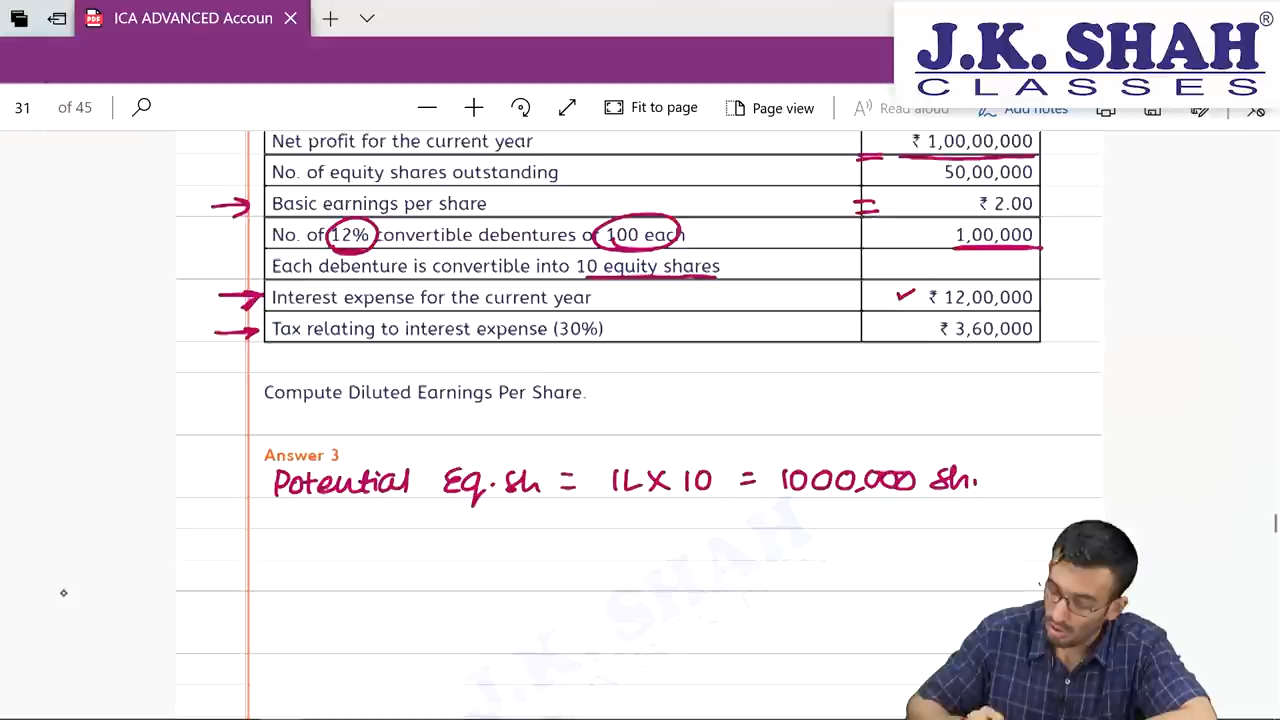 ICA ADVANCED Accoun
J.K. SHAH®
CLASSES
31 of 45
Fit to page
Page view
Read aloud
Add notes
Net profit for the current year ₹ 1,00,00,000
No. of equity shares outstanding 50,00,000
Basic earnings per share = ₹ 2.00
No. of 12% convertible debentures of 100 each 1,00,000
Each debenture is convertible into 10 equity shares
Interest expense for the current year ✓ ₹ 12,00,000
Tax relating to interest expense (30%) ₹ 3,60,000
Compute Diluted Earnings Per Share.
Answer 3
Potential Eq. sh = 1L X 10 = 1000,000 Sh.
J.K. SHAH